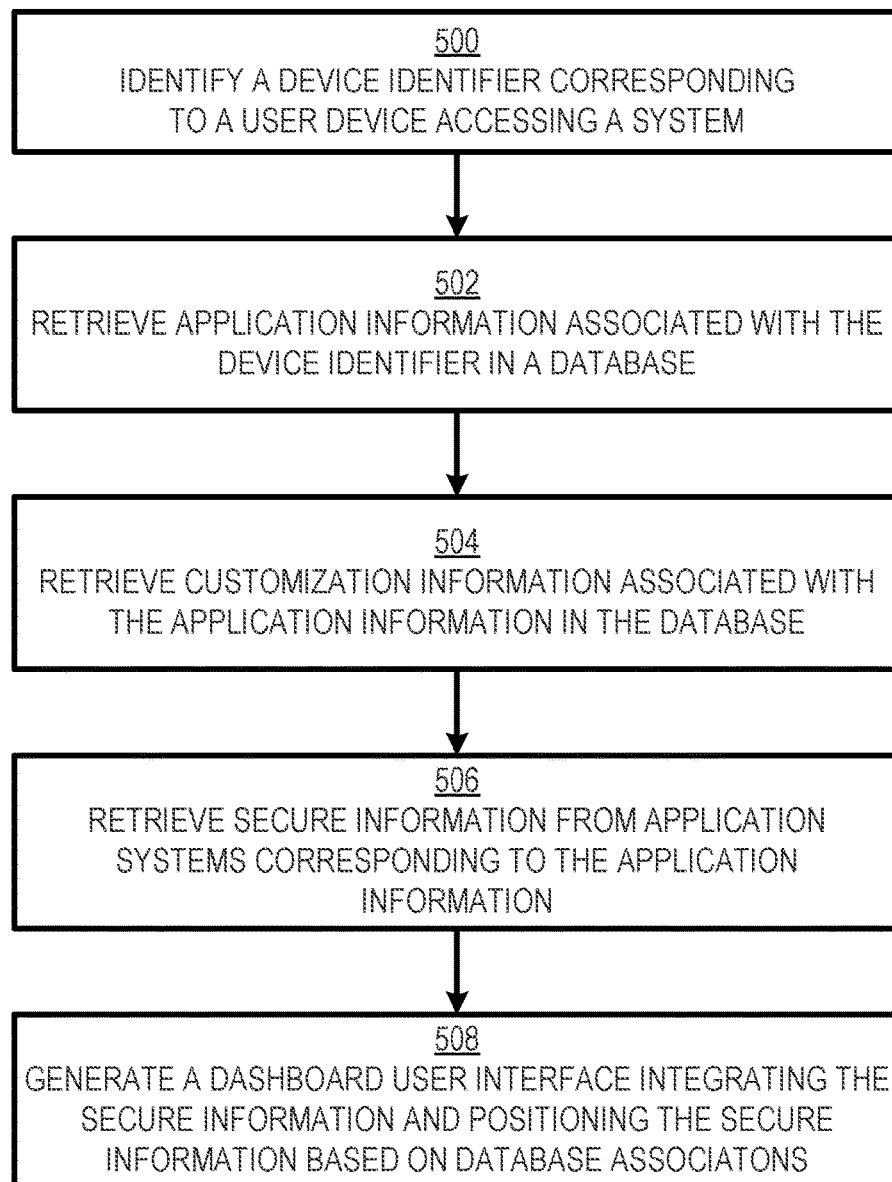 500
IDENTIFY A DEVICE IDENTIFIER CORRESPONDING
TO A USER DEVICE ACCESSING A SYSTEM
502
RETRIEVE APPLICATION INFORMATION ASSOCIATED WITH THE
DEVICE IDENTIFIER IN A DATABASE
504
RETRIEVE CUSTOMIZATION INFORMATION ASSOCIATED WITH
THE APPLICATION INFORMATION IN THE DATABASE
506
RETRIEVE SECURE INFORMATION FROM APPLICATION
SYSTEMS CORRESPONDING TO THE APPLICATION
INFORMATION
508
GENERATE A DASHBOARD USER INTERFACE INTEGRATING THE
SECURE INFORMATION AND POSITIONING THE SECURE
INFORMATION BASED ON DATABASE ASSOCIATONS